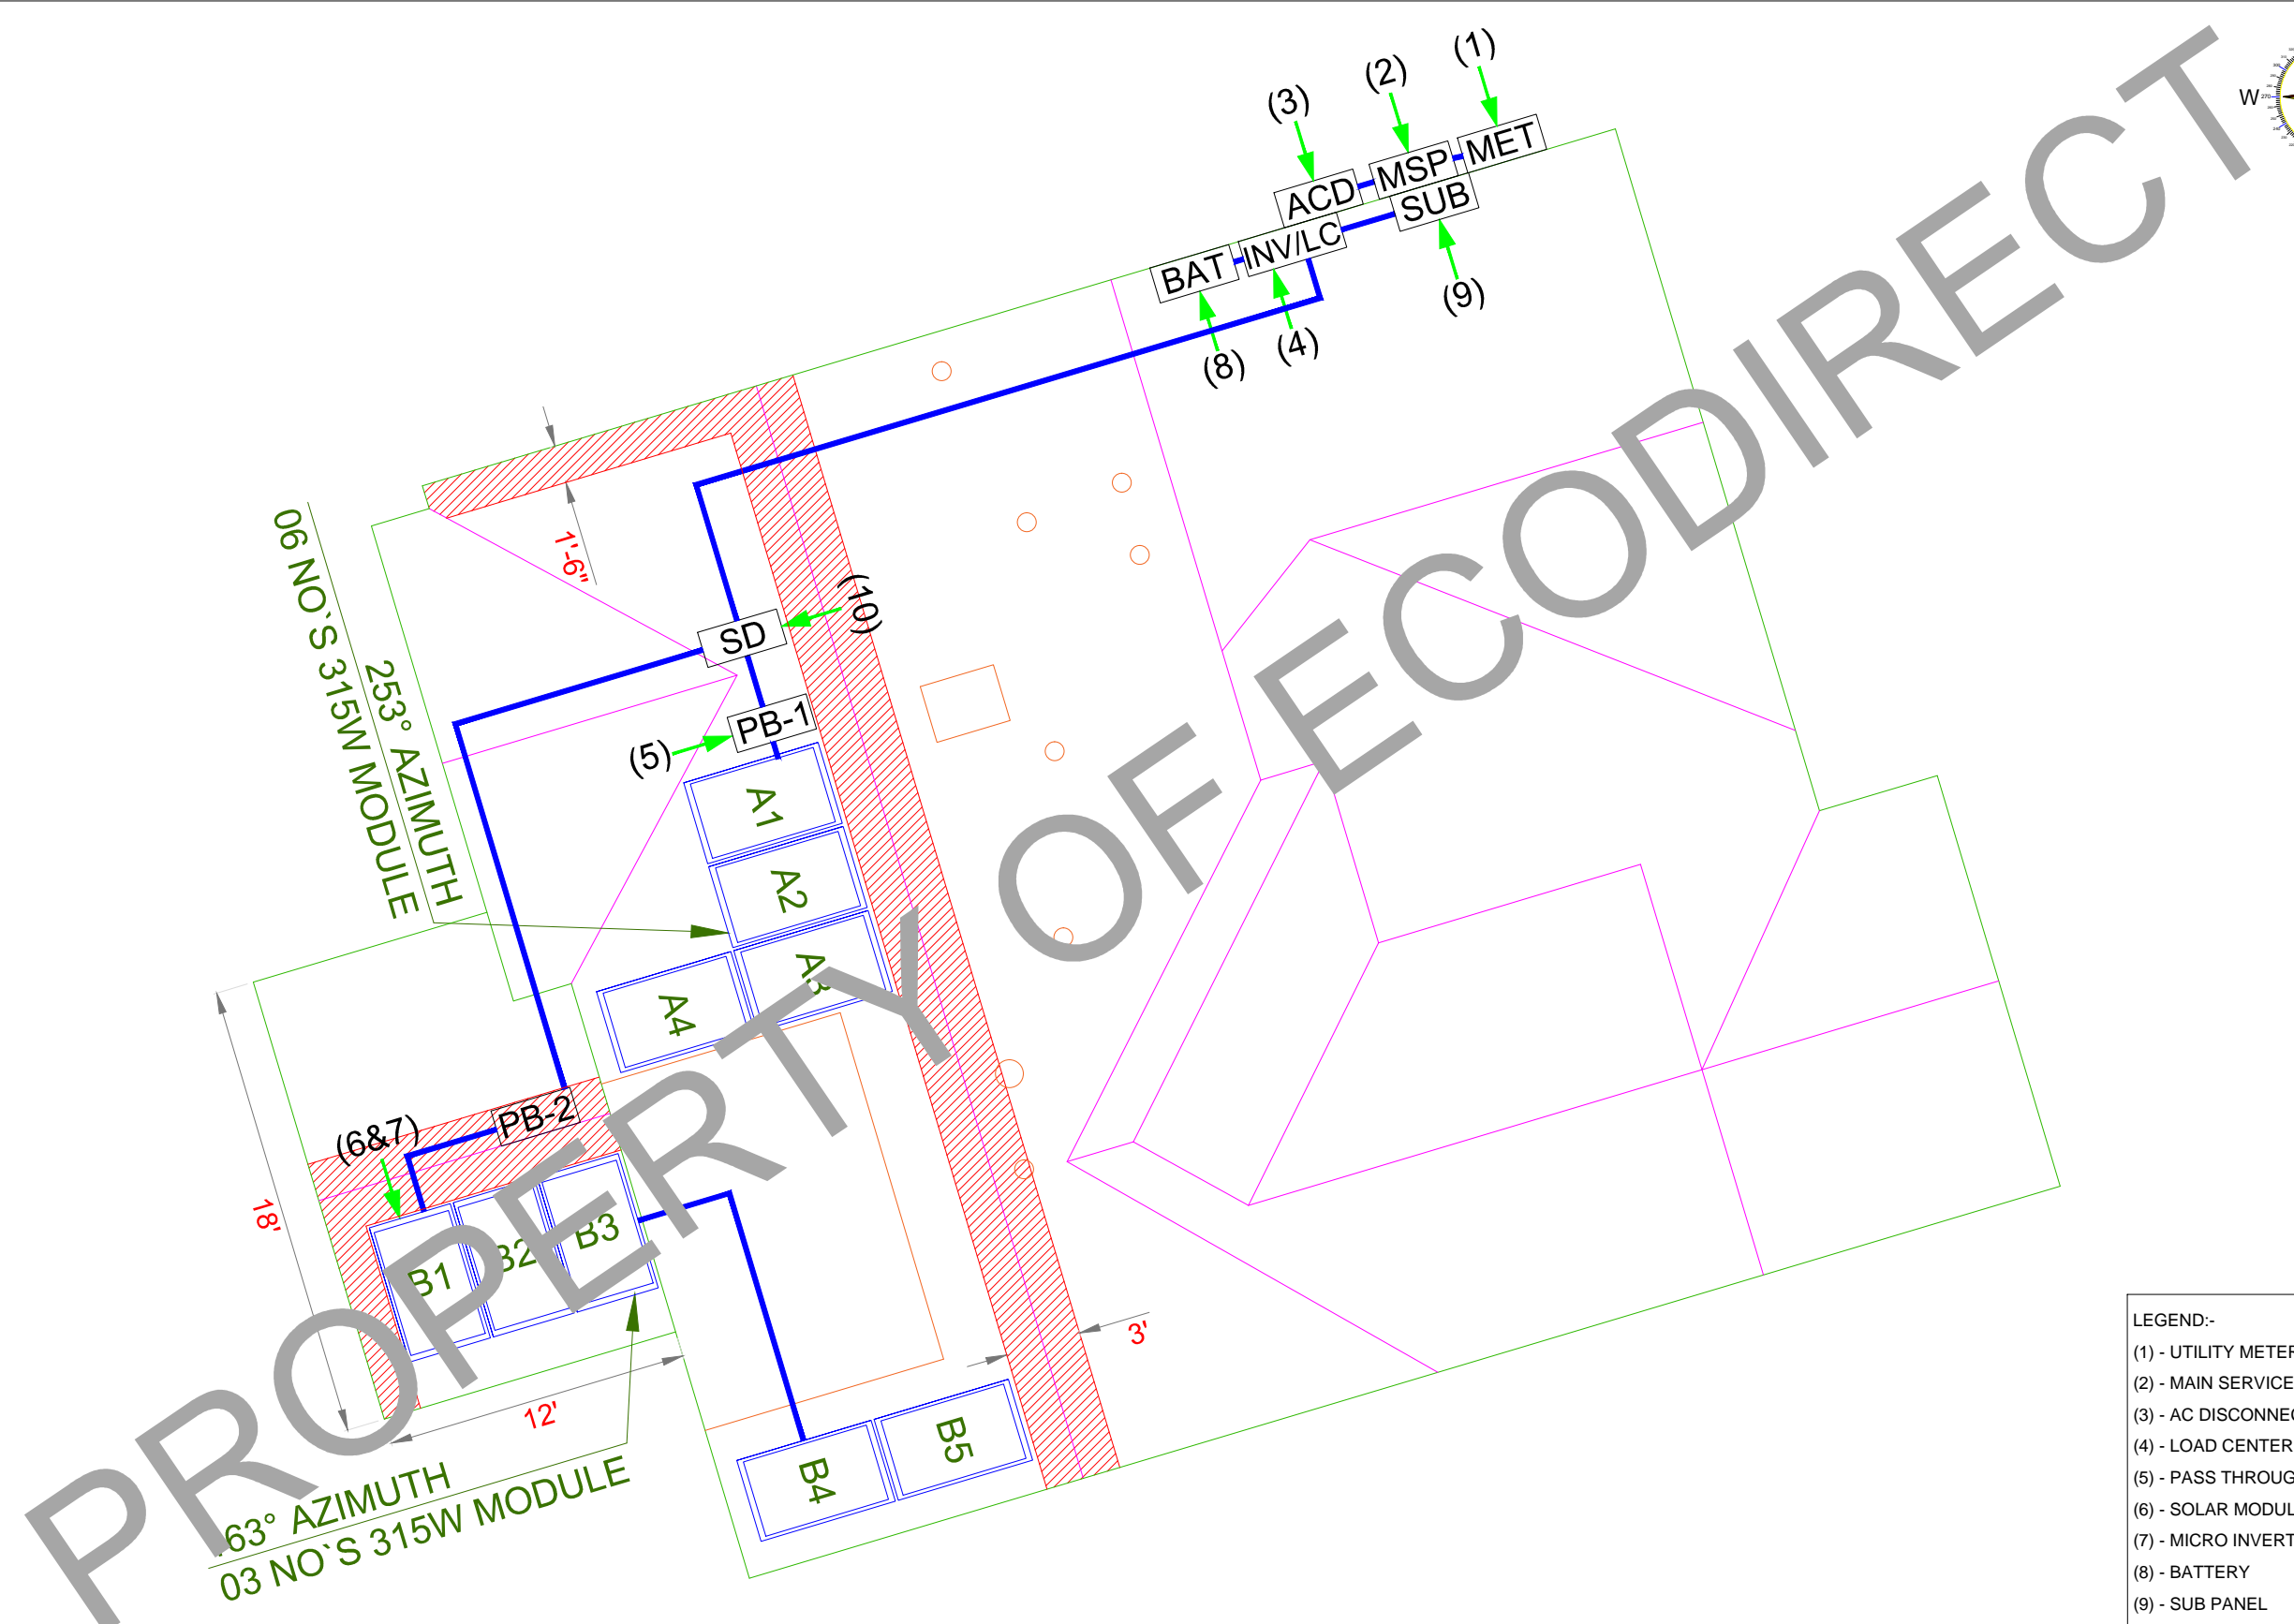 (1)
(2)
(3)
W
MET
MSP
ACD
SUB
INV/LC
BAT
(9)
(4)
(8)
1'-6"
06 NO`S 315W MODULE
253° AZIMUTH
(10)
SD
PB-1
(5)
A1
A2
A3
A4
PB-2
(6&7)
18'
B1
B2
B3
3'
12'
B4
B5
63° AZIMUTH
03 NO`S 315W MODULE
PROPERTY OF ECODIRECT
LEGEND:-
(1) - UTILITY METER
(2) - MAIN SERVICE
(3) - AC DISCONNE
(4) - LOAD CENTER
(5) - PASS THROUG
(6) - SOLAR MODUL
(7) - MICRO INVERT
(8) - BATTERY
(9) - SUB PANEL